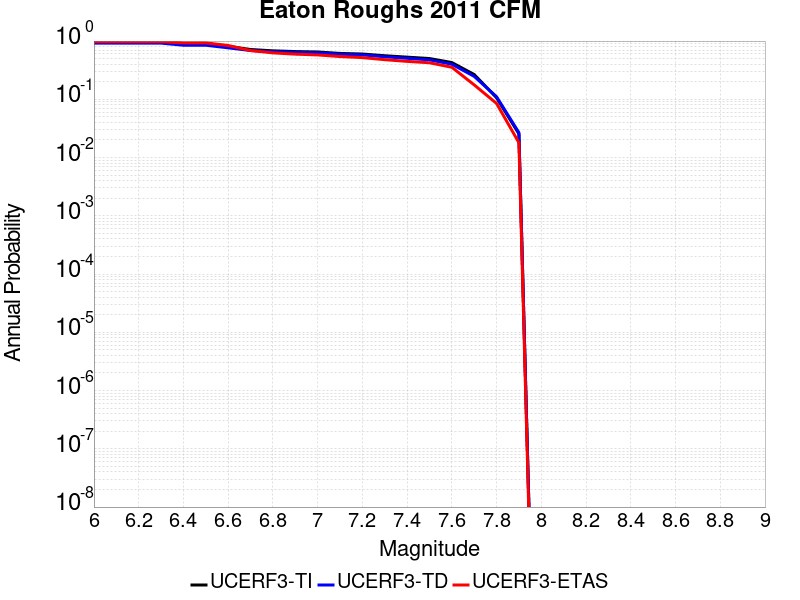 Eaton Roughs 2011 CFM
10^0
10^-1
10^-2
10^-3
10^-4
10^-5
10^-6
10^-7
10^-8
Annual Probability
6 6.2 6.4 6.6 6.8 7 7.2 7.4 7.6 7.8 8 8.2 8.4 8.6 8.8 9
Magnitude
UCERF3-TI UCERF3-TD UCERF3-ETAS